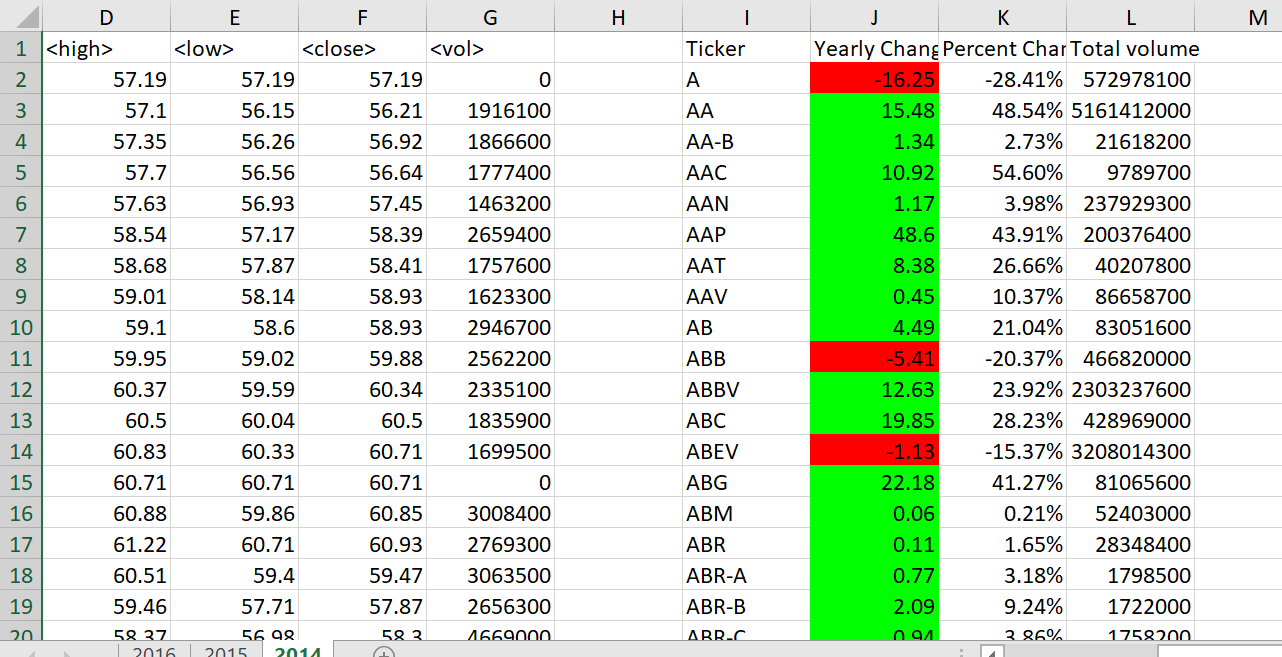 D E F G H I J K L M
1 <high> <low> <close> <vol> Ticker Yearly Chang Percent Char Total volume
2 57.19 57.19 57.19 0 A -16.25 -28.41% 572978100
3 57.1 56.15 56.21 1916100 AA 15.48 48.54% 5161412000
4 57.35 56.26 56.92 1866600 AA-B 1.34 2.73% 21618200
5 57.7 56.56 56.64 1777400 AAC 10.92 54.60% 9789700
6 57.63 56.93 57.45 1463200 AAN 1.17 3.98% 237929300
7 58.54 57.17 58.39 2659400 AAP 48.6 43.91% 200376400
8 58.68 57.87 58.41 1757600 AAT 8.38 26.66% 40207800
9 59.01 58.14 58.93 1623300 AAV 0.45 10.37% 86658700
10 59.1 58.6 58.93 2946700 AB 4.49 21.04% 83051600
11 59.95 59.02 59.88 2562200 ABB -5.41 -20.37% 466820000
12 60.37 59.59 60.34 2335100 ABBV 12.63 23.92% 2303237600
13 60.5 60.04 60.5 1835900 ABC 19.85 28.23% 428969000
14 60.83 60.33 60.71 1699500 ABEV -1.13 -15.37% 3208014300
15 60.71 60.71 60.71 0 ABG 22.18 41.27% 81065600
16 60.88 59.86 60.85 3008400 ABM 0.06 0.21% 52403000
17 61.22 60.71 60.93 2769300 ABR 0.11 1.65% 28348400
18 60.51 59.4 59.47 3063500 ABR-A 0.77 3.18% 1798500
19 59.46 57.71 57.87 2656300 ABR-B 2.09 9.24% 1722000
20 58.37 56.98 58.3 4669000 ABR-C 0.94 3.86% 1758200
2016 2015 2014